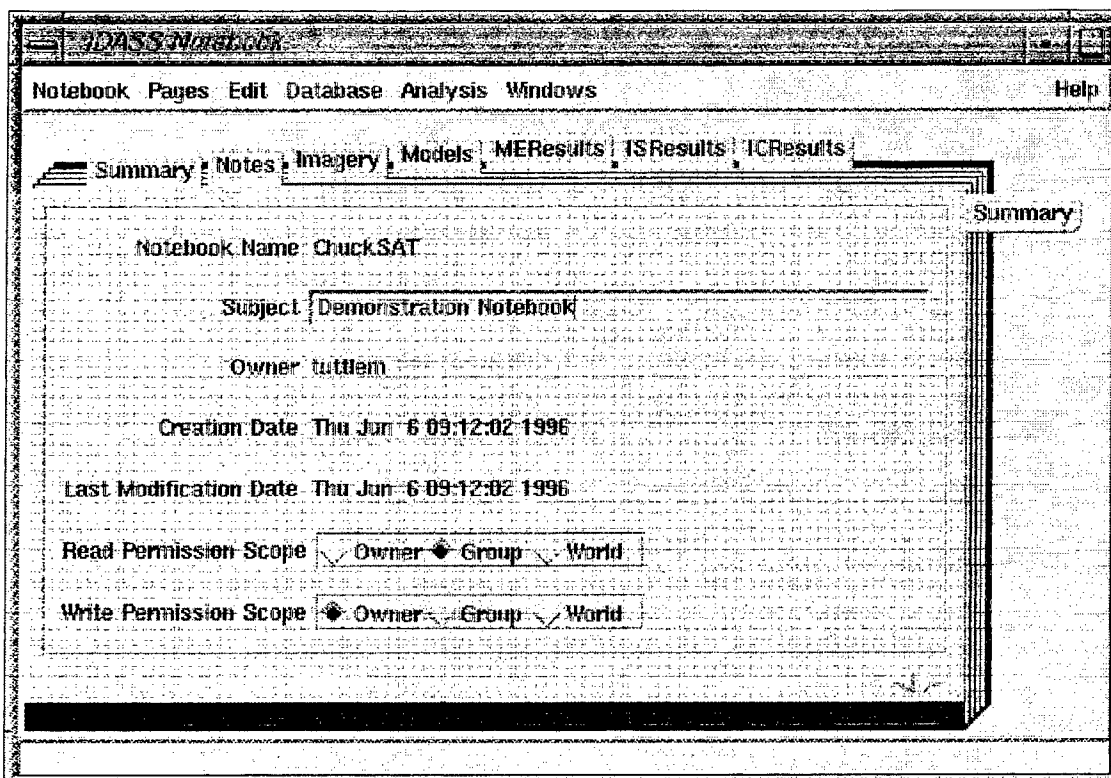 Notebook Pages Edit Database Analysis Windows Help
Summary Notes Imagery Models MEResults ISResults ICResults
Summary
Notebook Name ChuckSAT
Subject Demonstration Notebook
Owner tuttlem
Creation Date Thu Jun 6 09:12:02 1996
Last Modification Date Thu Jun 6 09:12:02 1996
Read Permission Scope Owner Group World
Write Permission Scope Owner Group World